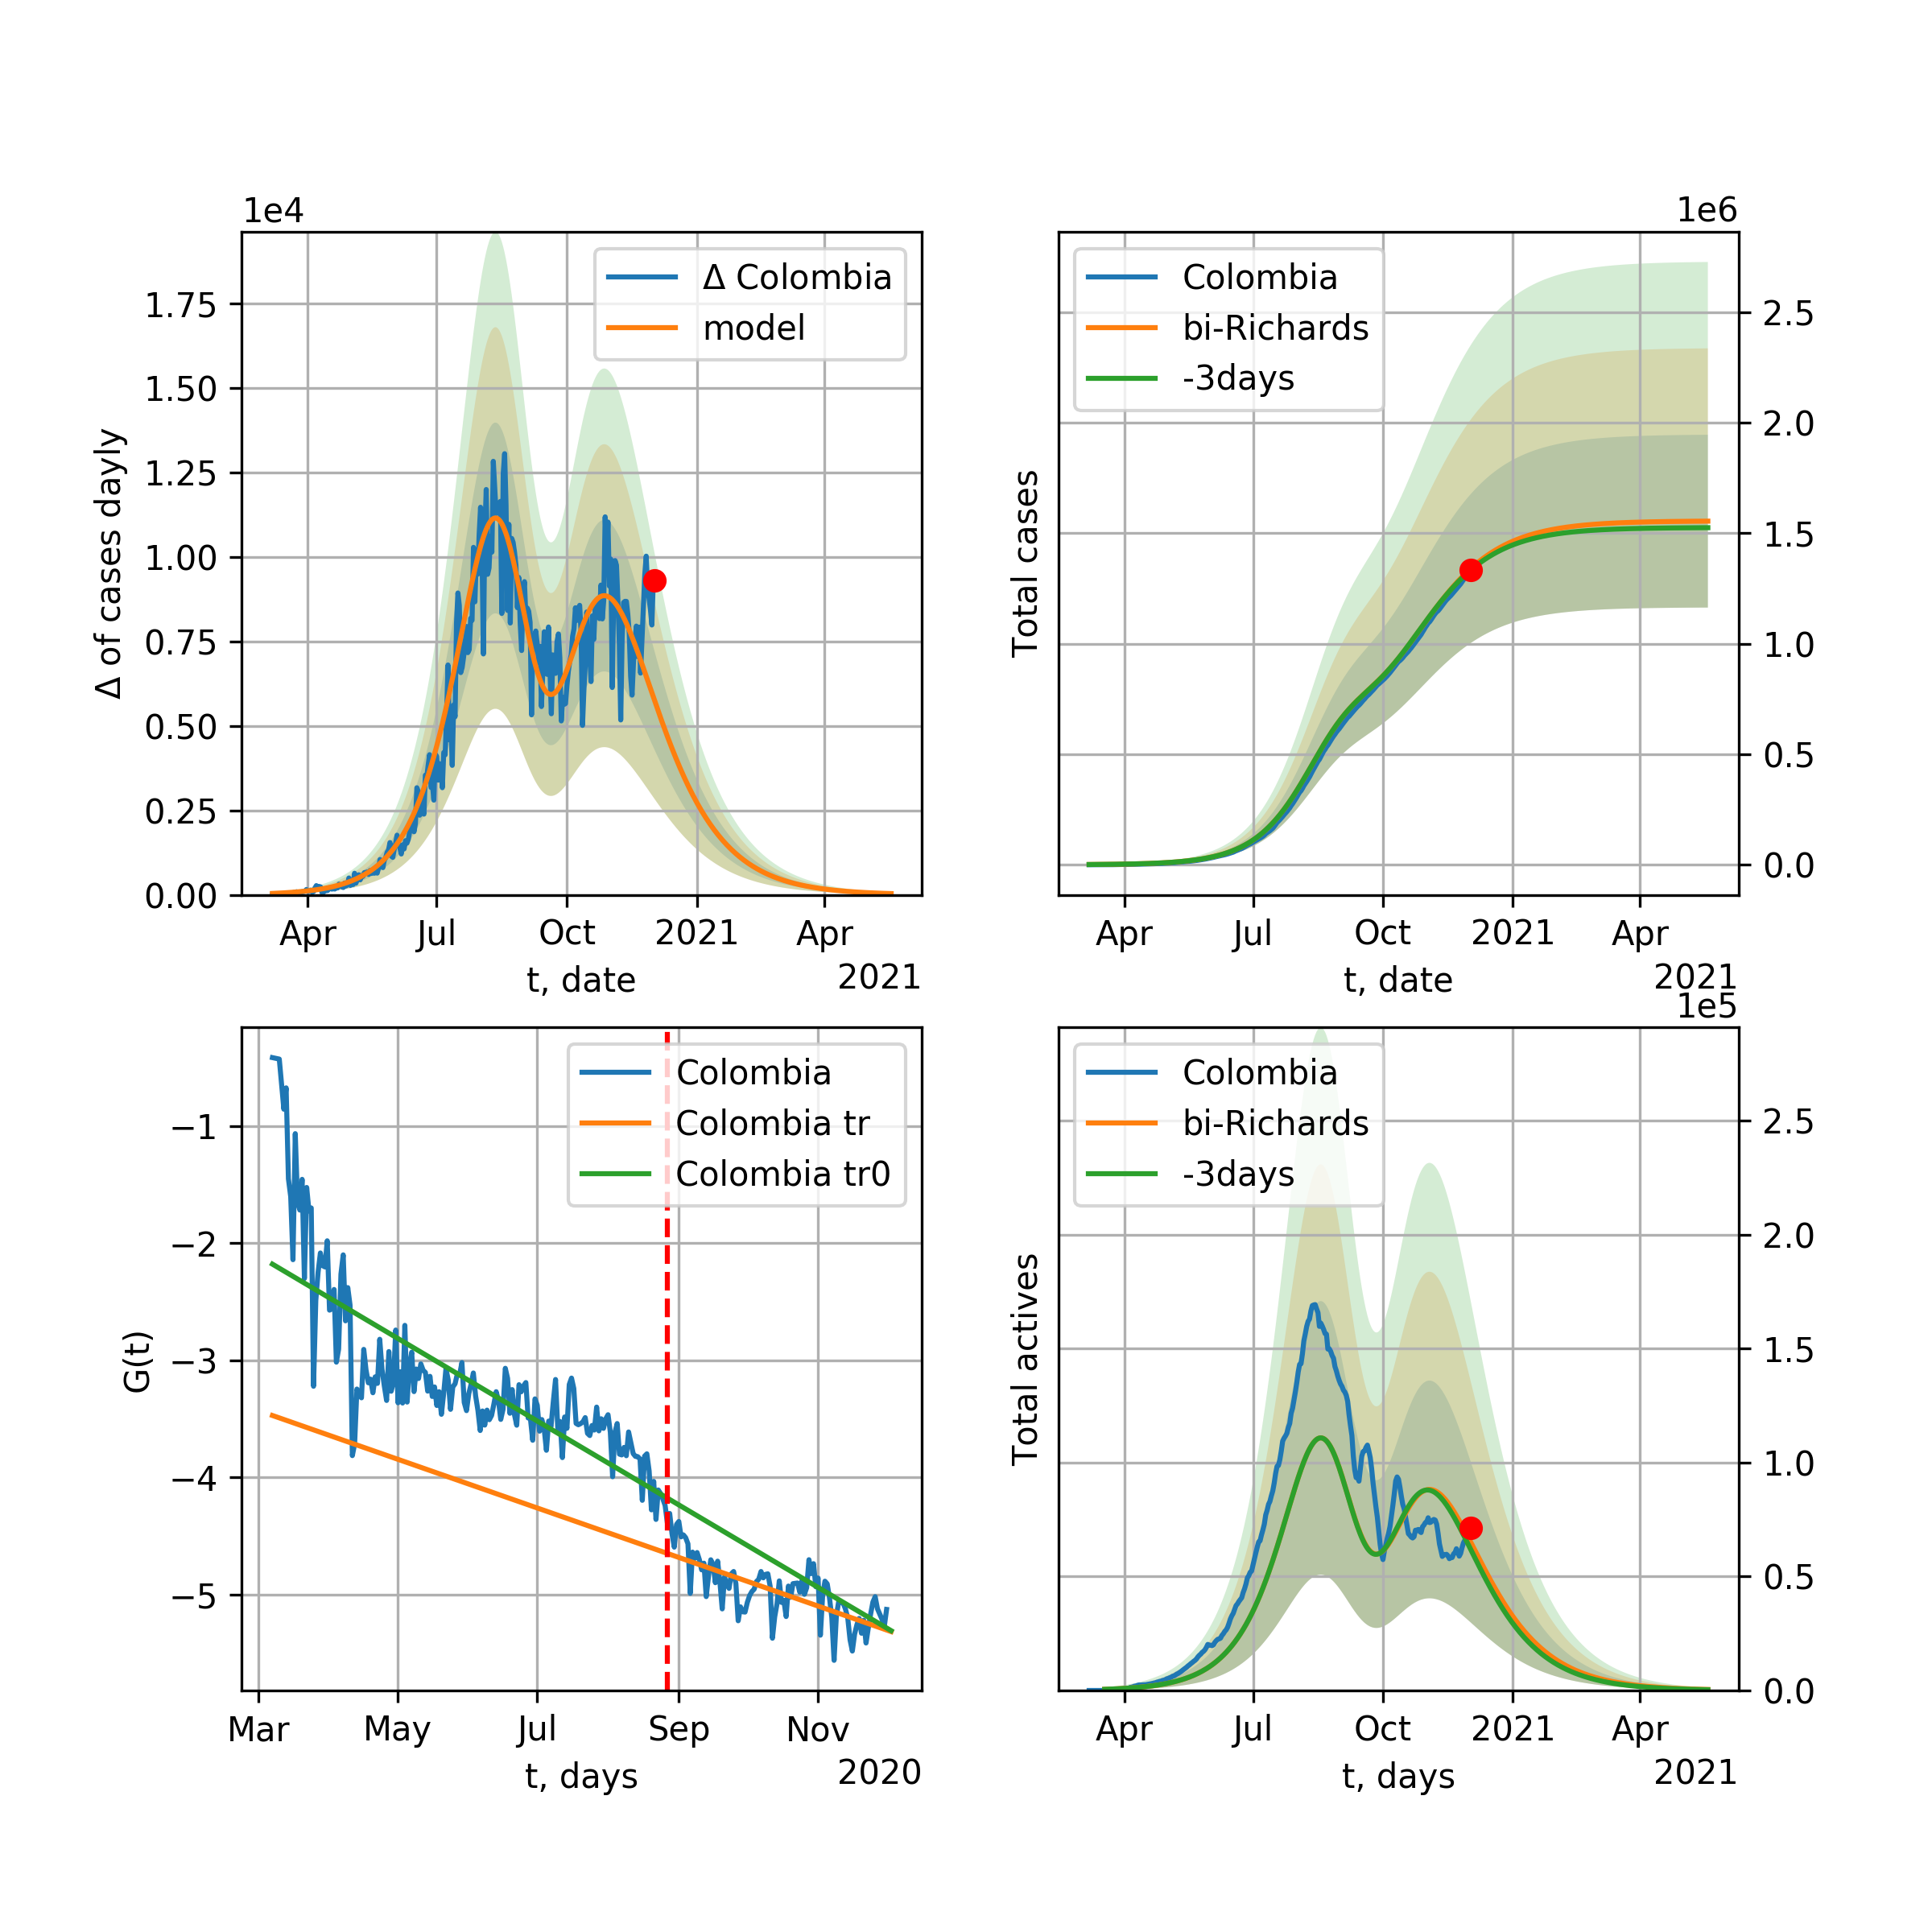 1e4
Δ of cases dayly
1.75
1.50
1.25
1.00
0.75
0.50
0.25
0.00
Δ Colombia
model
Apr Jul Oct 2021 Apr
t, date
2021
1e6
Total cases
Colombia
bi-Richards
-3days
2.5
2.0
1.5
1.0
0.5
0.0
Apr Jul Oct 2021 Apr
t, date
2021
G(t)
−1
−2
−3
−4
−5
Colombia
Colombia tr
Colombia tr0
Mar May Jul Sep Nov
t, days
2020
1e5
Total actives
Colombia
bi-Richards
-3days
2.5
2.0
1.5
1.0
0.5
0.0
Apr Jul Oct 2021 Apr
t, days
2021